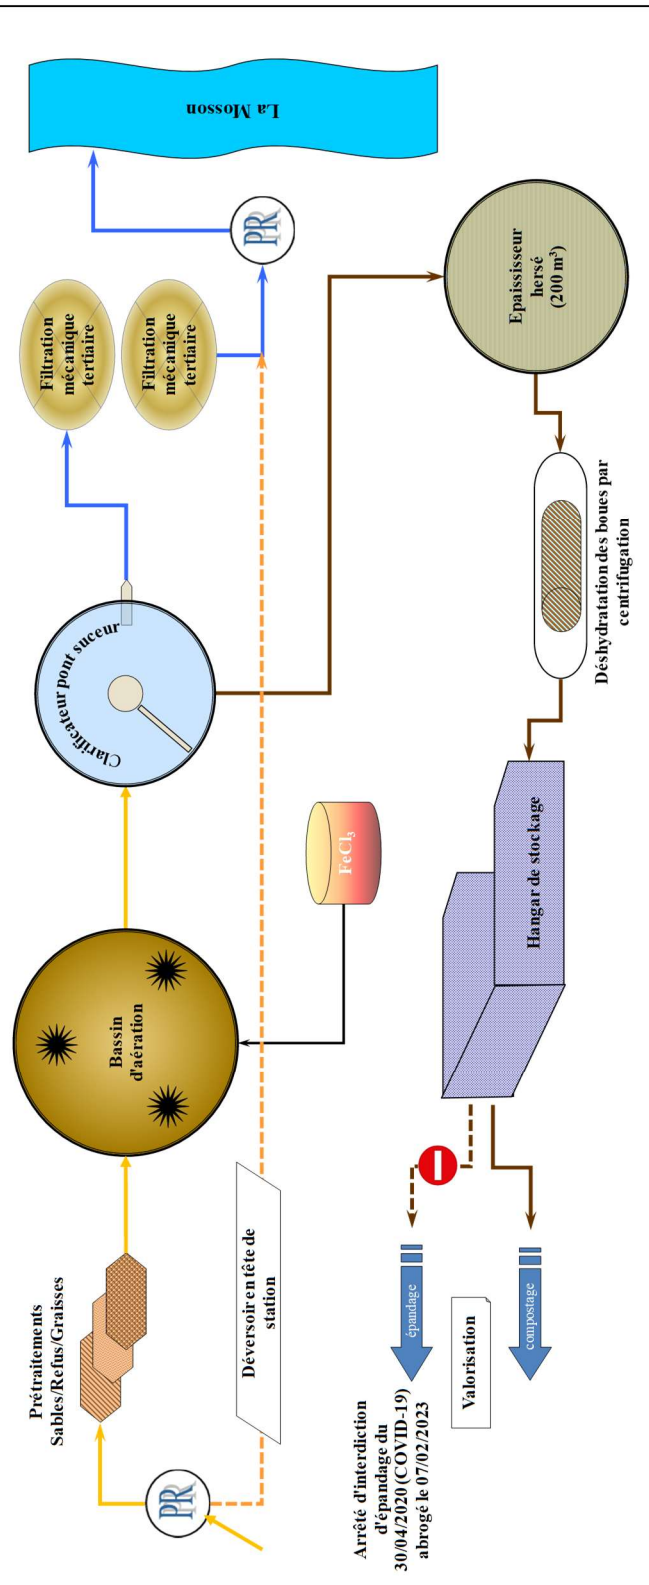 PR
Prétraitements
Sables/Refus/Graisses
Déversoir en tête de
station
Bassin
d'aération
FeCl₃
Clarificateur pont suceur
Filtration
mécanique
tertiaire
Filtration
mécanique
tertiaire
PR
La Mosson
Epaississeur
hersé
(200 m³)
Déshydratation des boues par
centrifugation
Hangar de stockage
épandage
compostage
Valorisation
Arrêté d'interdiction
d'épandage du
30/04/2020 (COVID-19)
abrogé le 07/02/2023